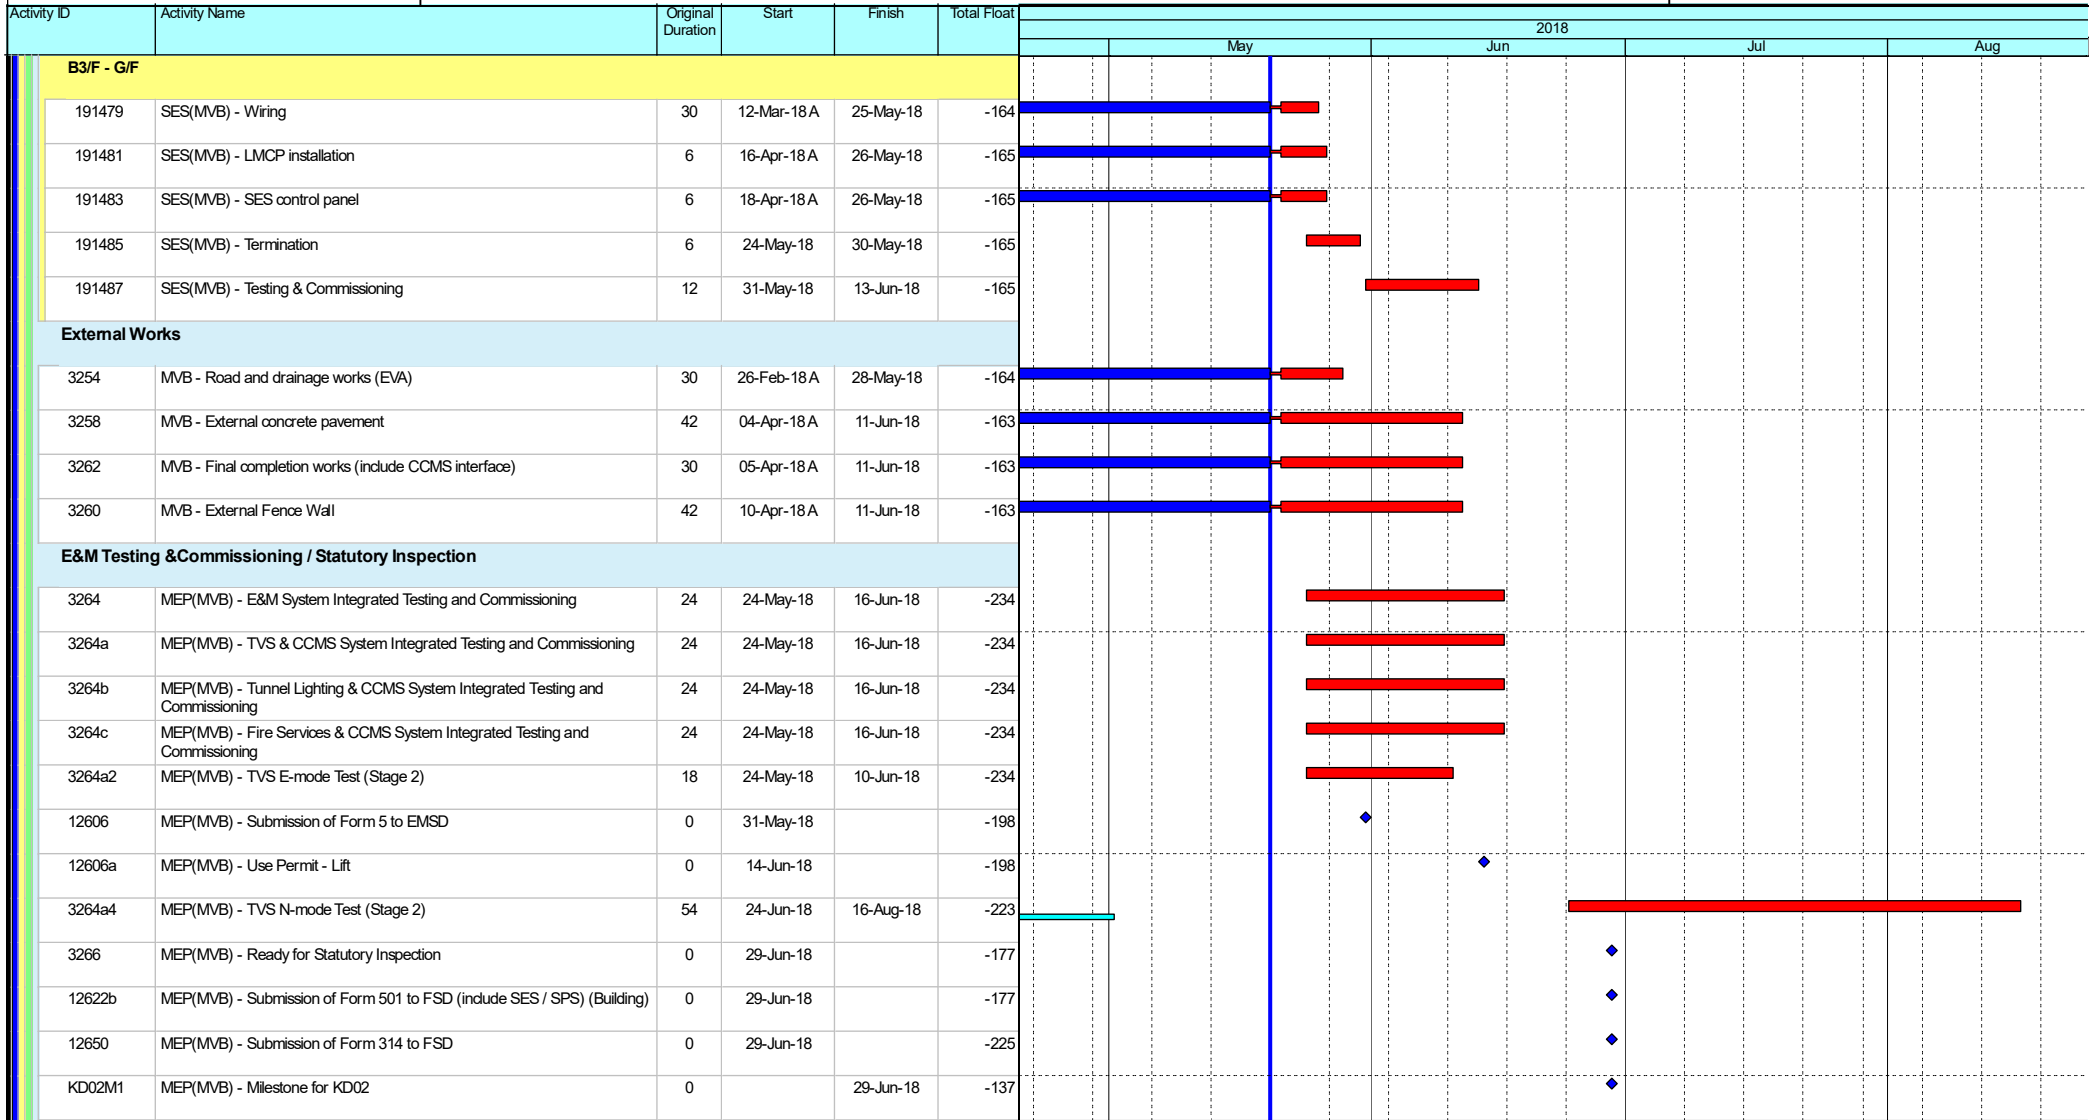 Activity ID Activity Name Original Duration Start Finish Total Float
2018
May Jun Jul Aug
B3/F - G/F
191479 SES(MVB) - Wiring 30 12-Mar-18 A 25-May-18 -164
191481 SES(MVB) - LMCP installation 6 16-Apr-18 A 26-May-18 -165
191483 SES(MVB) - SES control panel 6 18-Apr-18 A 26-May-18 -165
191485 SES(MVB) - Termination 6 24-May-18 30-May-18 -165
191487 SES(MVB) - Testing & Commissioning 12 31-May-18 13-Jun-18 -165
External Works
3254 MVB - Road and drainage works (EVA) 30 26-Feb-18 A 28-May-18 -164
3258 MVB - External concrete pavement 42 04-Apr-18 A 11-Jun-18 -163
3262 MVB - Final completion works (include CCMS interface) 30 05-Apr-18 A 11-Jun-18 -163
3260 MVB - External Fence Wall 42 10-Apr-18 A 11-Jun-18 -163
E&M Testing &Commissioning / Statutory Inspection
3264 MEP(MVB) - E&M System Integrated Testing and Commissioning 24 24-May-18 16-Jun-18 -234
3264a MEP(MVB) - TVS & CCMS System Integrated Testing and Commissioning 24 24-May-18 16-Jun-18 -234
3264b MEP(MVB) - Tunnel Lighting & CCMS System Integrated Testing and 24 24-May-18 16-Jun-18 -234
Commissioning
3264c MEP(MVB) - Fire Services & CCMS System Integrated Testing and 24 24-May-18 16-Jun-18 -234
Commissioning
3264a2 MEP(MVB) - TVS E-mode Test (Stage 2) 18 24-May-18 10-Jun-18 -234
12606 MEP(MVB) - Submission of Form 5 to EMSD 0 31-May-18 -198
12606a MEP(MVB) - Use Permit - Lift 0 14-Jun-18 -198
3264a4 MEP(MVB) - TVS N-mode Test (Stage 2) 54 24-Jun-18 16-Aug-18 -223
3266 MEP(MVB) - Ready for Statutory Inspection 0 29-Jun-18 -177
12622b MEP(MVB) - Submission of Form 501 to FSD (include SES / SPS) (Building) 0 29-Jun-18 -177
12650 MEP(MVB) - Submission of Form 314 to FSD 0 29-Jun-18 -225
KD02M1 MEP(MVB) - Milestone for KD02 0 29-Jun-18 -137